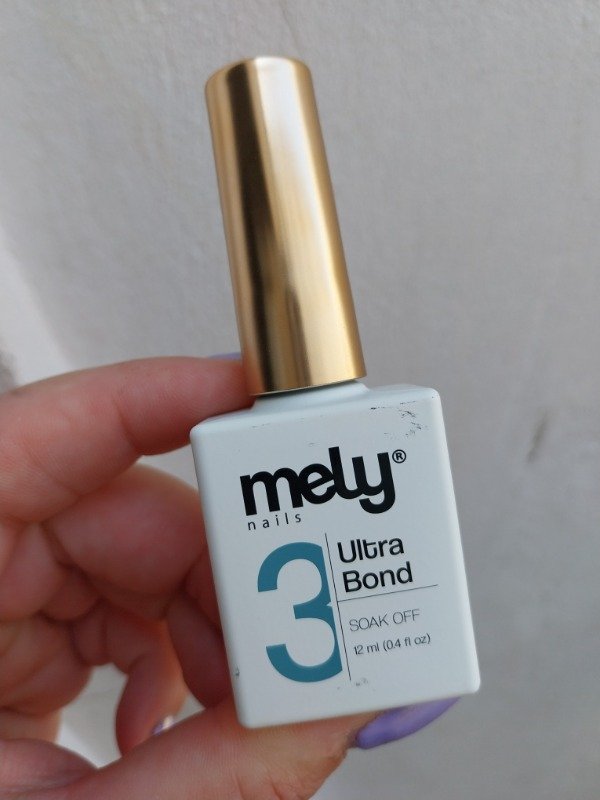 mely®
nails
3
Ultra
Bond
SOAK OFF
12 ml (0.4 fl oz)